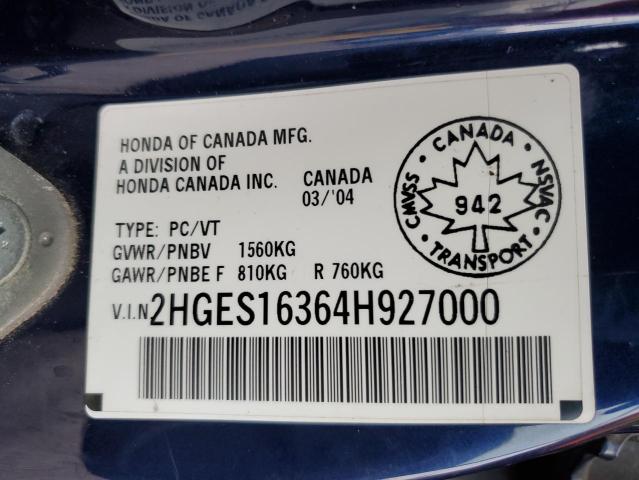 HONDA OF CANADA MFG.
A DIVISION OF
HONDA CANADA INC. CANADA
03/'04
TYPE: PC/VT
GVWR/PNBV 1560KG
GAWR/PNBE F 810KG R 760KG
V.I.N 2HGES16364H927000
CMVSS • CANADA • NSVAC • TRANSPORT •
942